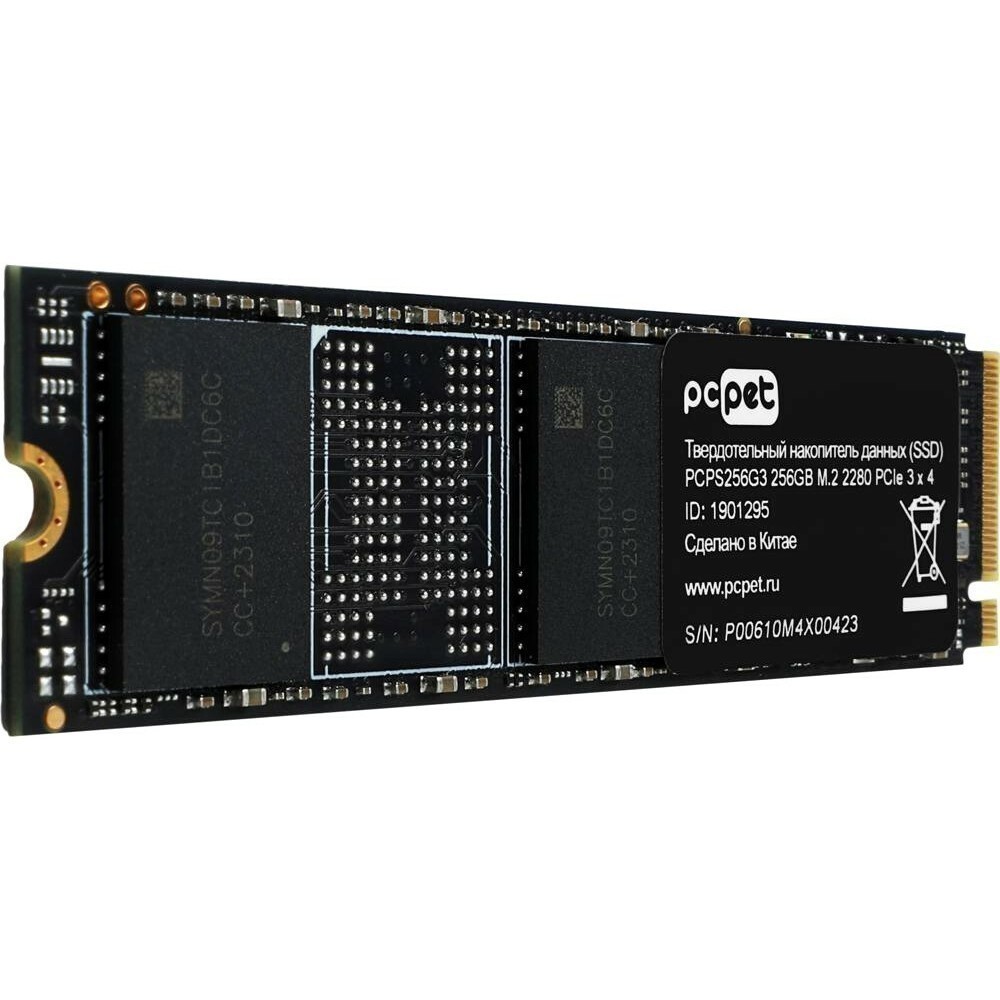 SYMN09TC1B1DC6C
CC+2310
SYMN09TC1B1DC6C
CC+2310
pcpet
Твердотельный накопитель данных (SSD)
PCPS256G3 256GB M.2 2280 PCIe 3 x 4
ID: 1901295
Сделано в Китае
www.pcpet.ru
S/N: P00610M4X00423